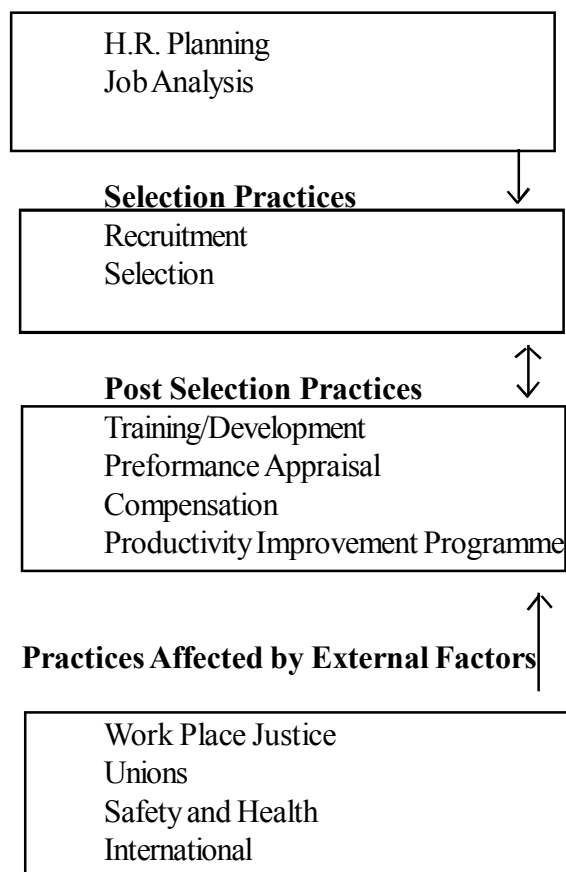 H.R. Planning
Job Analysis
Selection Practices
Recruitment
Selection
Post Selection Practices
Training/Development
Preformance Appraisal
Compensation
Productivity Improvement Programme
Practices Affected by External Factors
Work Place Justice
Unions
Safety and Health
International